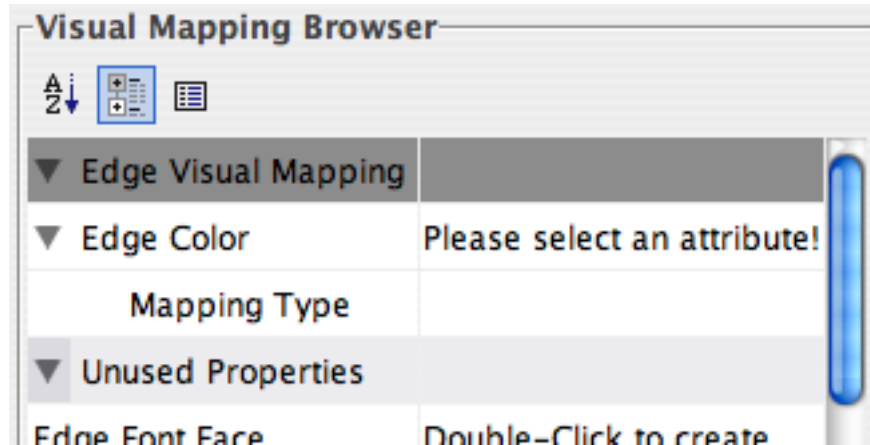 Visual Mapping Browser
A
Z
Edge Visual Mapping
Edge Color Please select an attribute!
Mapping Type
Unused Properties
Edge Font Face Double-Click to create